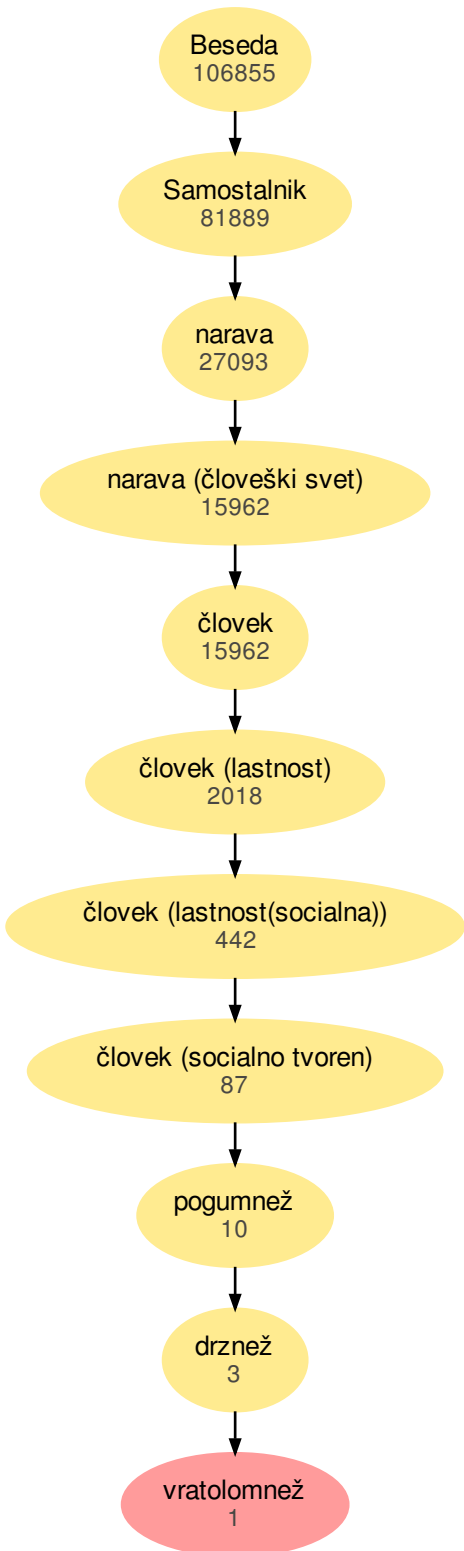 Beseda
106855
Samostalnik
81889
narava
27093
narava (človeški svet)
15962
človek
15962
človek (lastnost)
2018
človek (lastnost(socialna))
442
človek (socialno tvoren)
87
pogumnež
10
drznež
3
vratolomnež
1